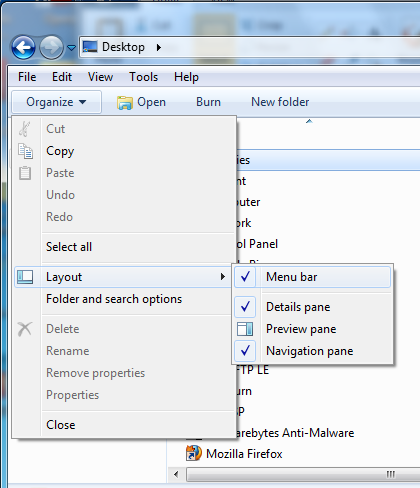 Desktop
File Edit View Tools Help
Organize Open Burn New folder
Cut
Copy
Paste
Undo
Redo
Select all
Layout
Folder and search options
Delete
Rename
Remove properties
Properties
Close
Menu bar
Details pane
Preview pane
Navigation pane
ies
nt
uter
rk
ol Panel
TP LE
urn
P
arebytes Anti-Malware
Mozilla Firefox